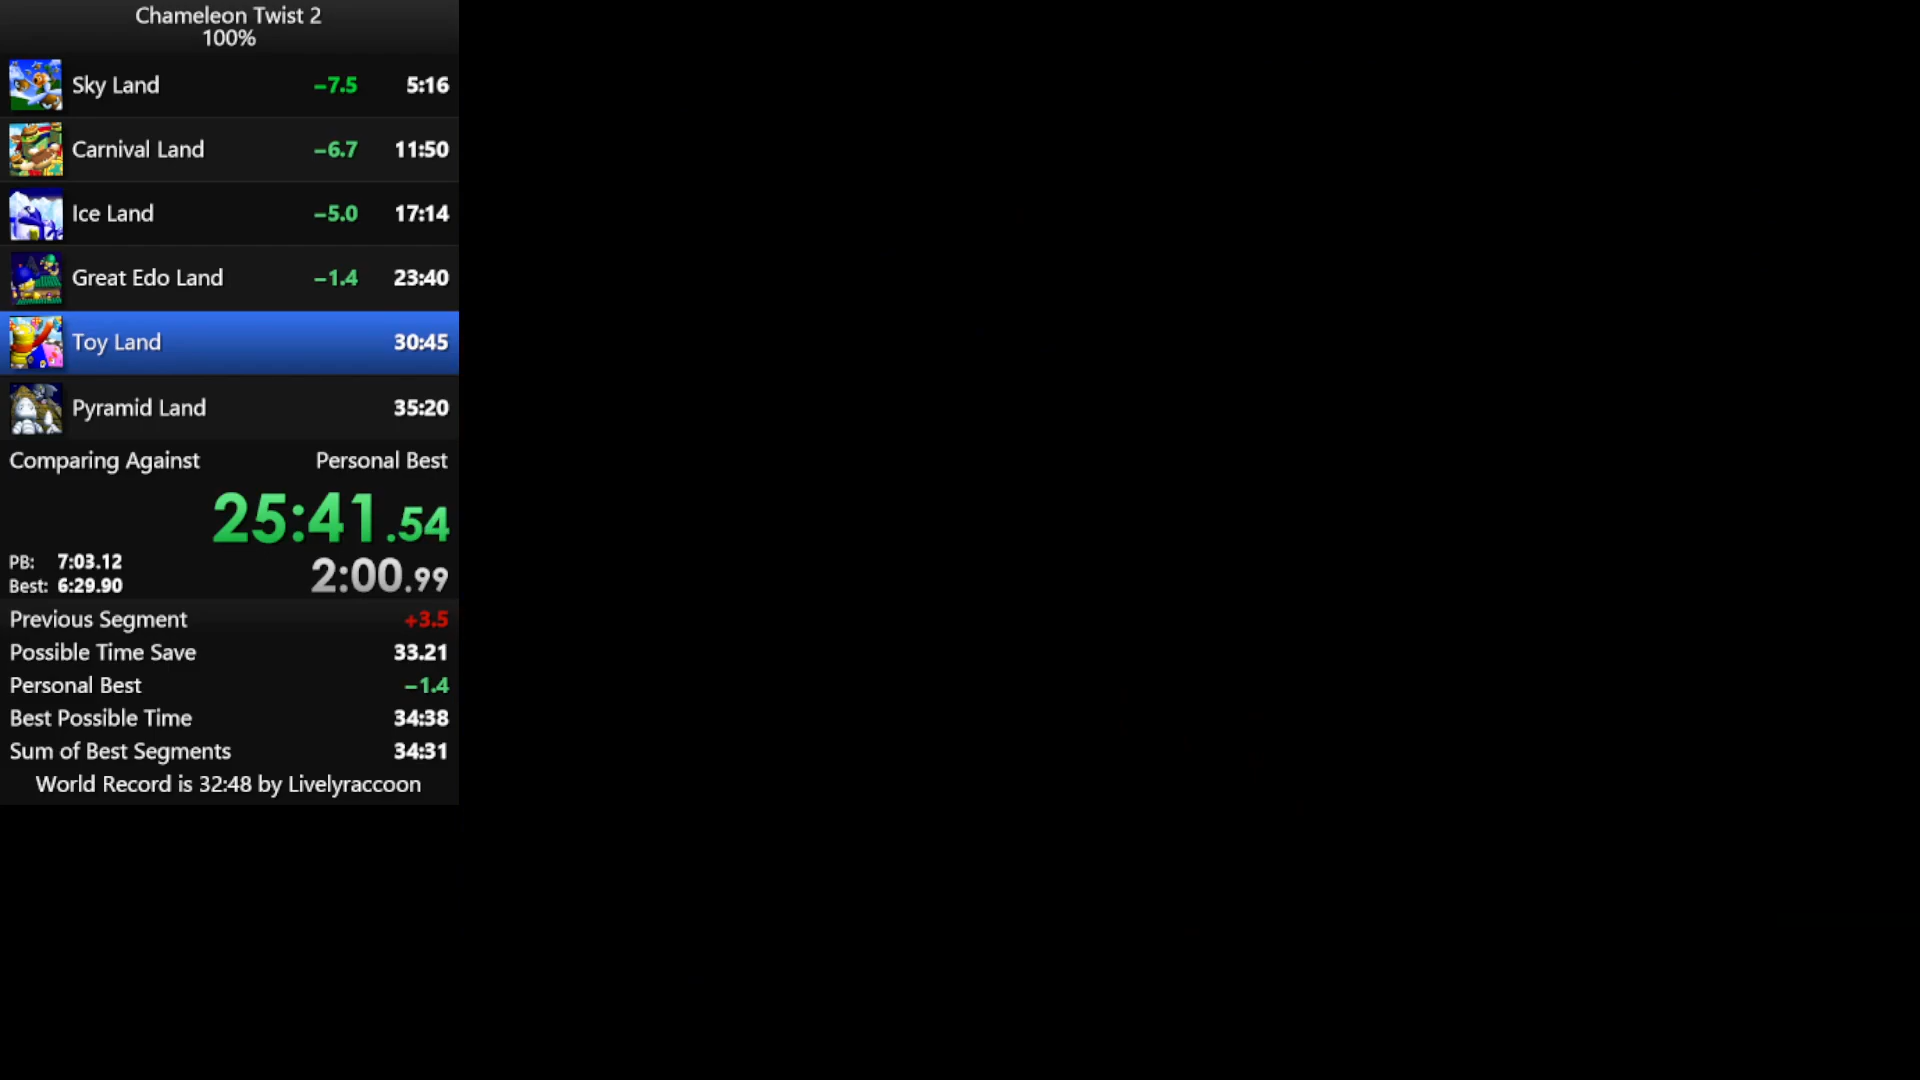 Chameleon Twist 2
100%
Sky Land −7.5 5:16
Carnival Land −6.7 11:50
Ice Land −5.0 17:14
Great Edo Land −1.4 23:40
Toy Land 30:45
Pyramid Land 35:20
Comparing Against Personal Best
25:41.54
PB: 7:03.12
Best: 6:29.90
2:00.99
Previous Segment +3.5
Possible Time Save 33.21
Personal Best −1.4
Best Possible Time 34:38
Sum of Best Segments 34:31
World Record is 32:48 by Livelyraccoon